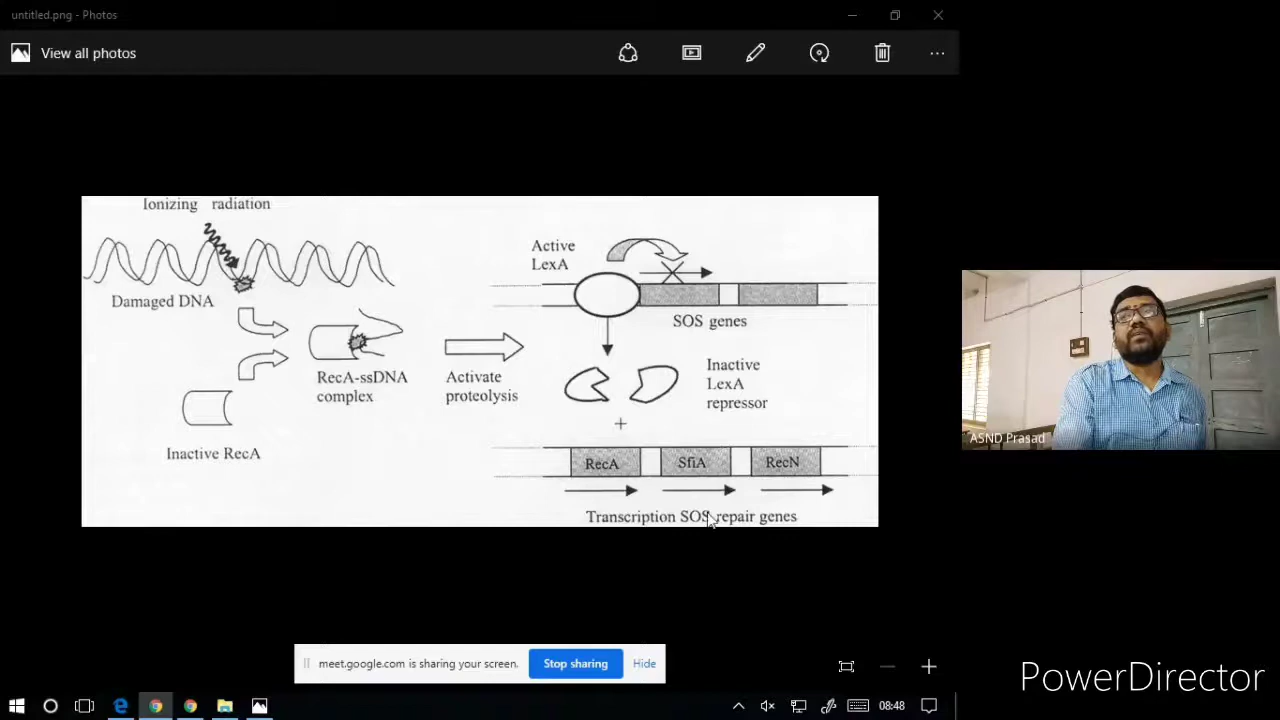 untitled.png - Photos
View all photos
Ionizing radiation
Damaged DNA
Inactive RecA
RecA-ssDNA
complex
Activate
proteolysis
Active
LexA
SOS genes
Inactive
LexA
repressor
+
RecA SfiA RecN
Transcription SOS repair genes
ASND Prasad
meet.google.com is sharing your screen. Stop sharing Hide
08:48
PowerDirector